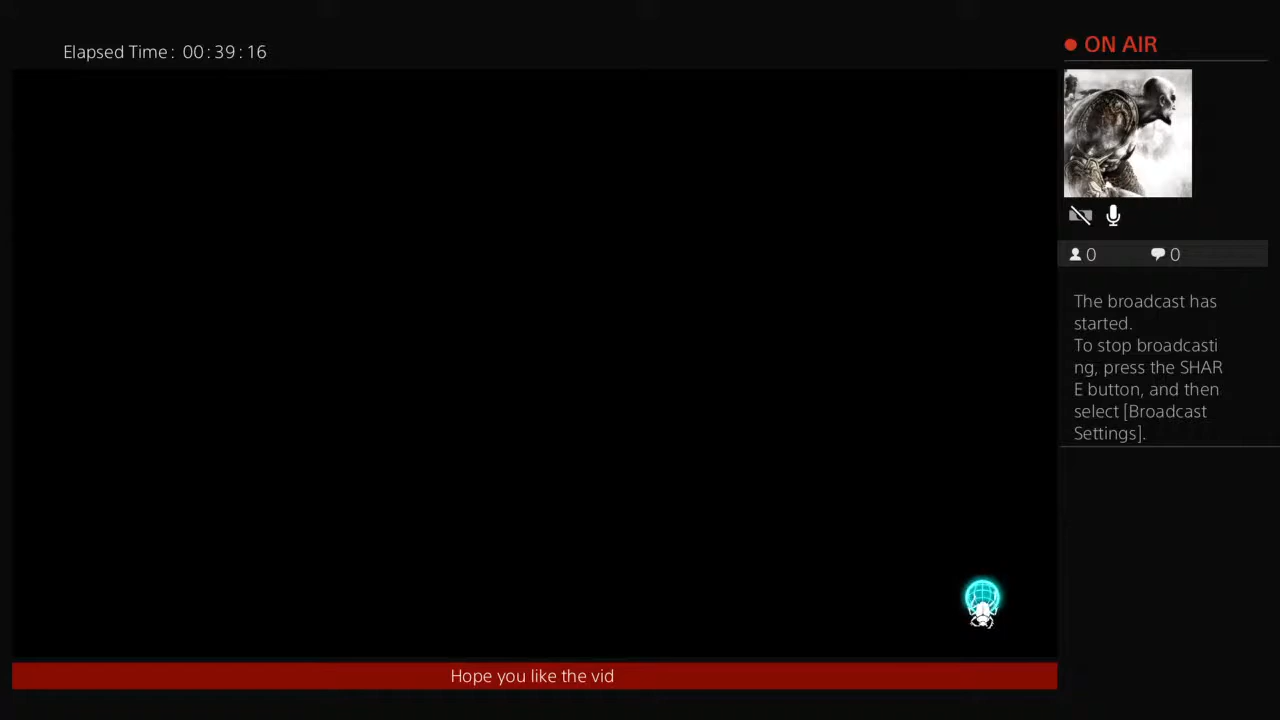 Elapsed Time: 00:39:16
ON AIR
0 0
The broadcast has
started.
To stop broadcasti
ng, press the SHAR
E button, and then
select [Broadcast
Settings].
Hope you like the vid